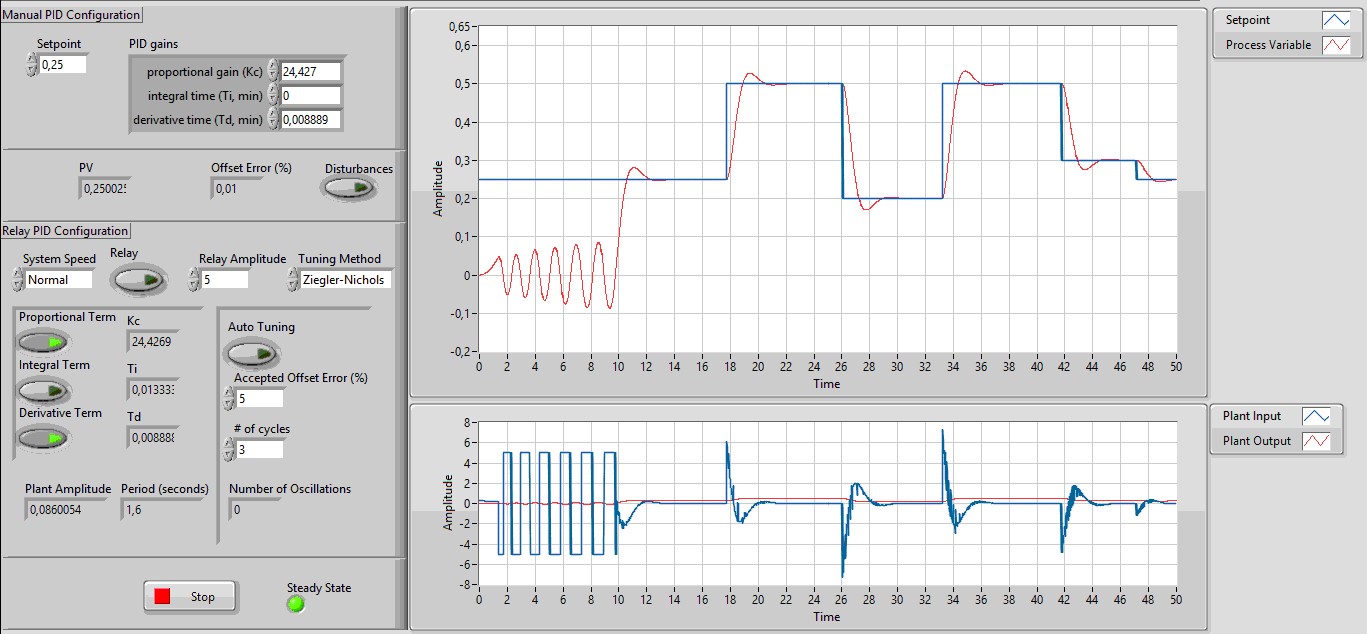 Manual PID Configuration
Setpoint
0,25
PID gains
proportional gain (Kc) 24,427
integral time (Ti, min) 0
derivative time (Td, min) 0,008889
PV
Offset Error (%)
0,01
Disturbances
Relay PID Configuration
System Speed
Normal
Relay
Relay Amplitude
5
Tuning Method
Ziegler-Nichols
Proportional Term
Kc
24,4269
Integral Term
Ti
0,01333
Derivative Term
Td
0,00888
Auto Tuning
Accepted Offset Error (%)
5
# of cycles
3
Plant Amplitude
0,0860054
Period (seconds)
1,6
Number of Oscillations
0
Stop
Steady State
Amplitude
0,65
0,6
0,5
0,4
0,3
0,2
0,1
0
-0,1
-0,2
0 2 4 6 8 10 12 14 16 18 20 22 24 26 28 30 32 34 36 38 40 42 44 46 48 50
Time
Setpoint
Process Variable
Amplitude
8
6
4
2
0
-2
-4
-6
-8
0 2 4 6 8 10 12 14 16 18 20 22 24 26 28 30 32 34 36 38 40 42 44 46 48 50
Time
Plant Input
Plant Output